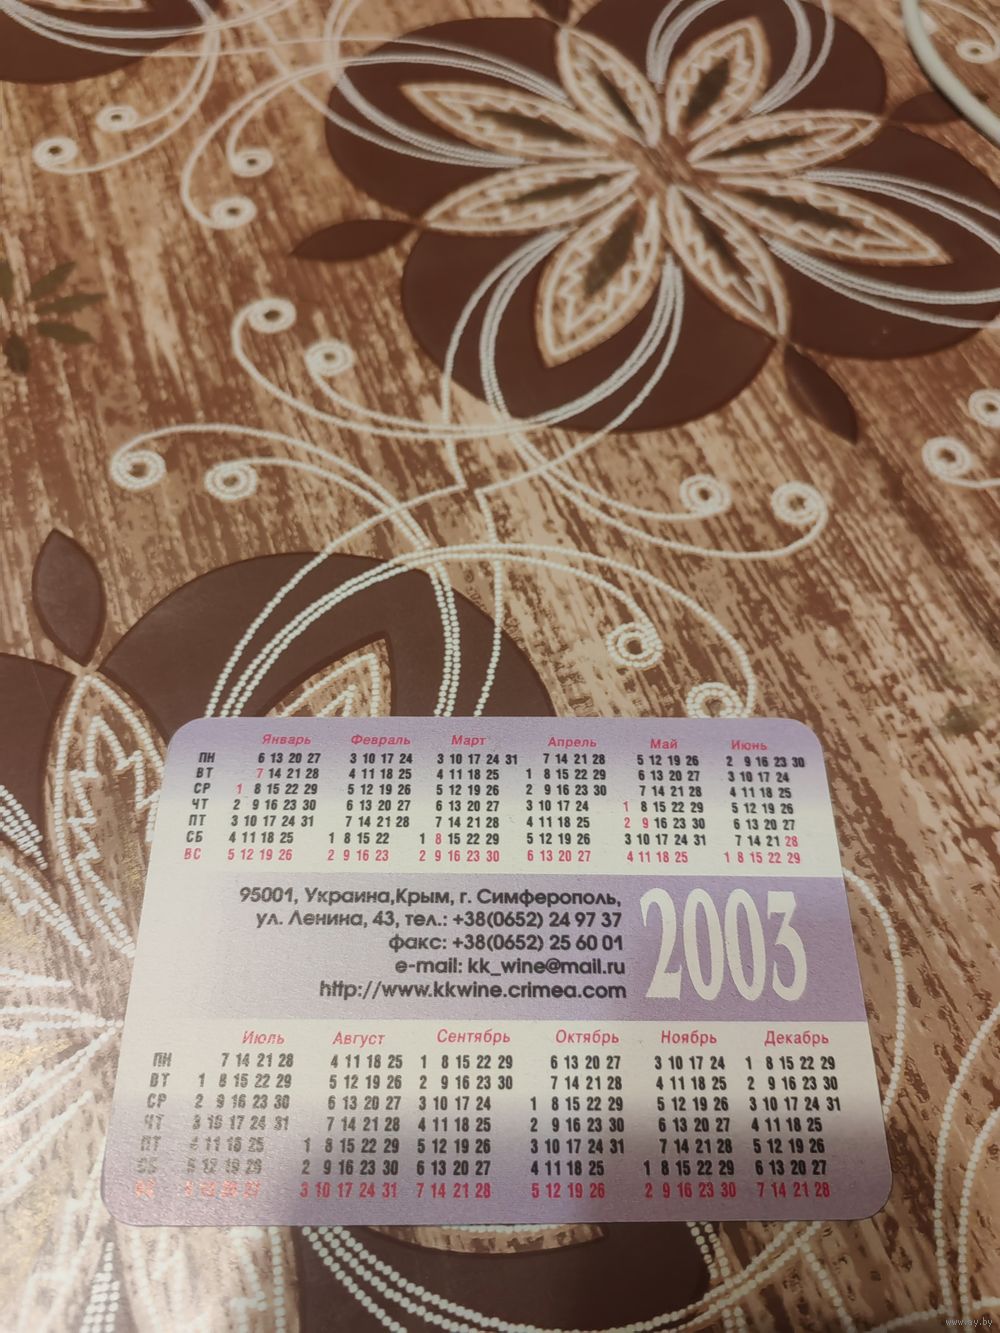 Январь Февраль Март Апрель Май Июнь
ПН 6 13 20 27 3 10 17 24 3 10 17 24 31 7 14 21 28 5 12 19 26 2 9 16 23 30
ВТ 7 14 21 28 4 11 18 25 4 11 18 25 1 8 15 22 29 6 13 20 27 3 10 17 24
СР 1 8 15 22 29 5 12 19 26 5 12 19 26 2 9 16 23 30 7 14 21 28 4 11 18 25
ЧТ 2 9 16 23 30 6 13 20 27 6 13 20 27 3 10 17 24 1 8 15 22 29 5 12 19 26
ПТ 3 10 17 24 31 7 14 21 28 7 14 21 28 4 11 18 25 2 9 16 23 30 6 13 20 27
СБ 4 11 18 25 1 8 15 22 1 8 15 22 29 5 12 19 26 3 10 17 24 31 7 14 21 28
ВС 5 12 19 26 2 9 16 23 2 9 16 23 30 6 13 20 27 4 11 18 25 1 8 15 22 29
95001, Украина,Крым, г. Симферополь,
ул. Ленина, 43, тел.: +38(0652) 24 97 37
факс: +38(0652) 25 60 01
e-mail: kk_wine@mail.ru
http://www.kkwine.crimea.com
2003
Июль Август Сентябрь Октябрь Ноябрь Декабрь
ПН 7 14 21 28 4 11 18 25 1 8 15 22 29 6 13 20 27 3 10 17 24 1 8 15 22 29
ВТ 1 8 15 22 29 5 12 19 26 2 9 16 23 30 7 14 21 28 4 11 18 25 2 9 16 23 30
СР 2 9 16 23 30 6 13 20 27 3 10 17 24 1 8 15 22 29 5 12 19 26 3 10 17 24 31
ЧТ 3 10 17 24 31 7 14 21 28 4 11 18 25 2 9 16 23 30 6 13 20 27 4 11 18 25
ПТ 4 11 18 25 1 8 15 22 29 5 12 19 26 3 10 17 24 31 7 14 21 28 5 12 19 26
СБ 5 12 19 26 2 9 16 23 30 6 13 20 27 4 11 18 25 1 8 15 22 29 6 13 20 27
3 10 17 24 31 7 14 21 28 5 12 19 26 2 9 16 23 30 7 14 21 28
www.ay.by